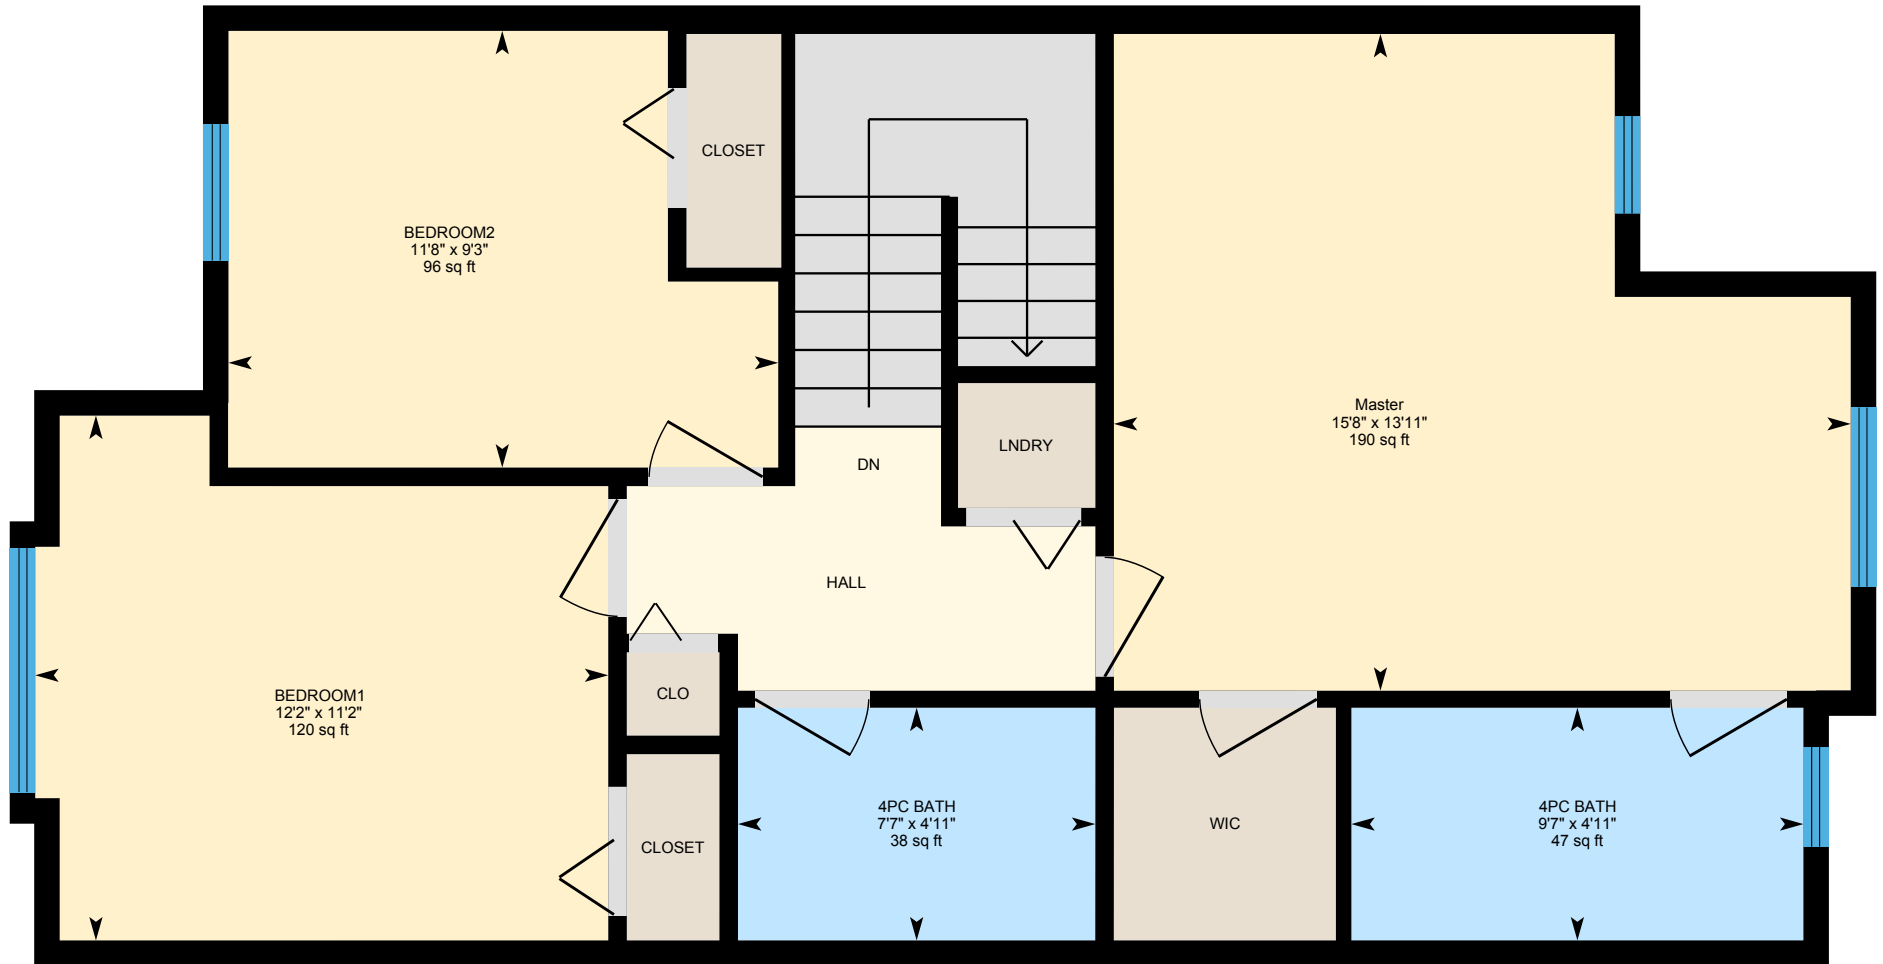 CLOSET
BEDROOM2
11'8" x 9'3"
96 sq ft
Master
15'8" x 13'11"
190 sq ft
LNDRY
DN
HALL
BEDROOM1
12'2" x 11'2"
120 sq ft
CLO
CLOSET
4PC BATH
7'7" x 4'11"
38 sq ft
WIC
4PC BATH
9'7" x 4'11"
47 sq ft